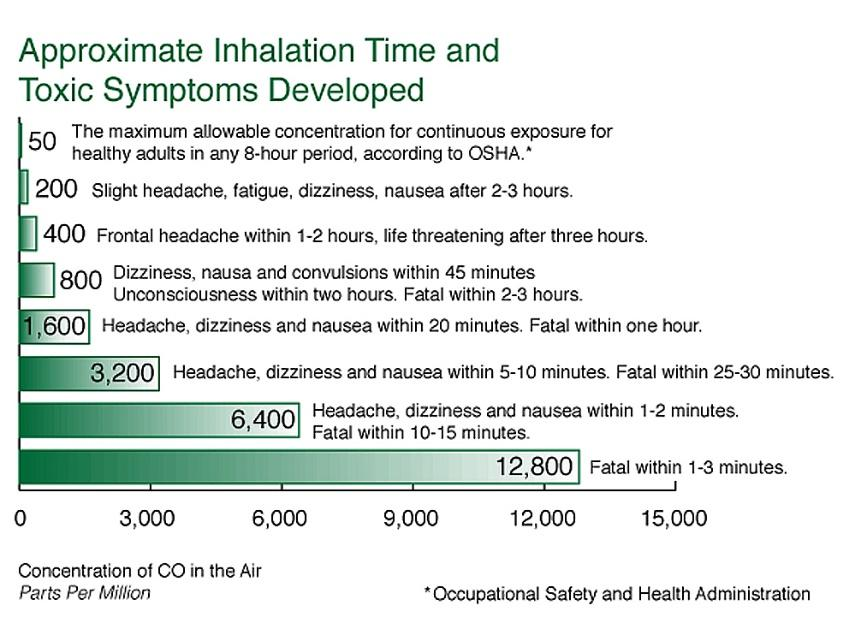 Approximate Inhalation Time and
Toxic Symptoms Developed
50 The maximum allowable concentration for continuous exposure for
healthy adults in any 8-hour period, according to OSHA.*
200 Slight headache, fatigue, dizziness, nausea after 2-3 hours.
400 Frontal headache within 1-2 hours, life threatening after three hours.
800 Dizziness, nausa and convulsions within 45 minutes
Unconsciousness within two hours. Fatal within 2-3 hours.
1,600 Headache, dizziness and nausea within 20 minutes. Fatal within one hour.
3,200 Headache, dizziness and nausea within 5-10 minutes. Fatal within 25-30 minutes.
6,400 Headache, dizziness and nausea within 1-2 minutes.
Fatal within 10-15 minutes.
12,800 Fatal within 1-3 minutes.
0 3,000 6,000 9,000 12,000 15,000
Concentration of CO in the Air
Parts Per Million
*Occupational Safety and Health Administration